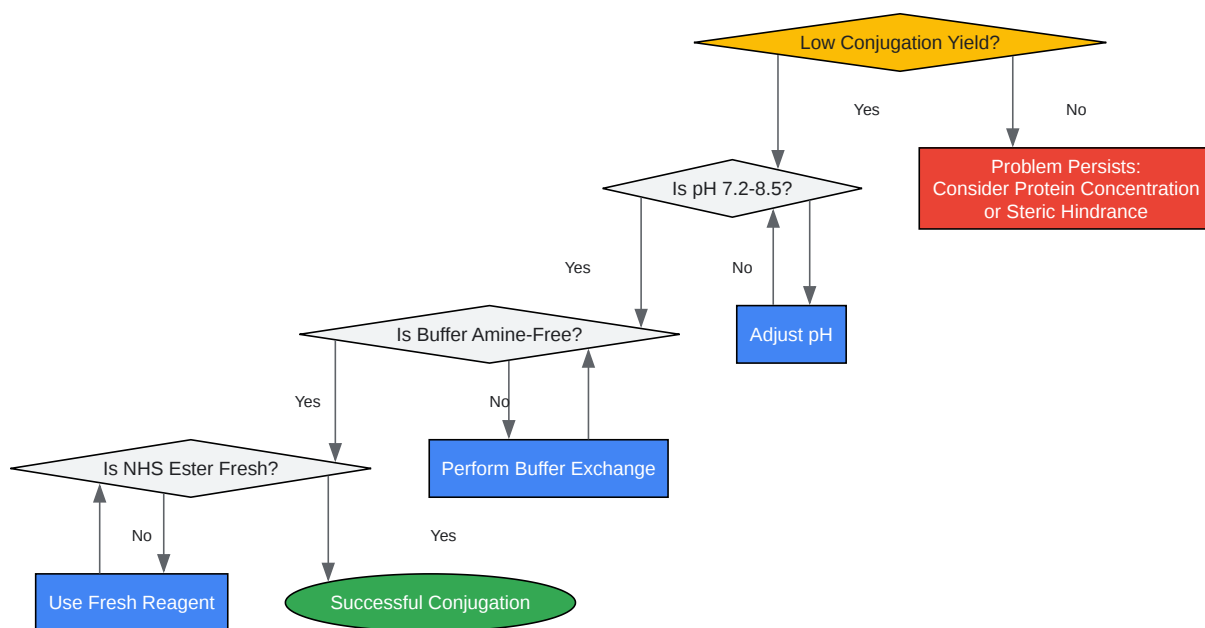 Low Conjugation Yield?
Yes
No
Problem Persists:
Consider Protein Concentration
or Steric Hindrance
Is pH 7.2-8.5?
Yes
No
Is Buffer Amine-Free?
Adjust pH
Yes
No
Is NHS Ester Fresh?
Perform Buffer Exchange
No
Yes
Use Fresh Reagent
Successful Conjugation